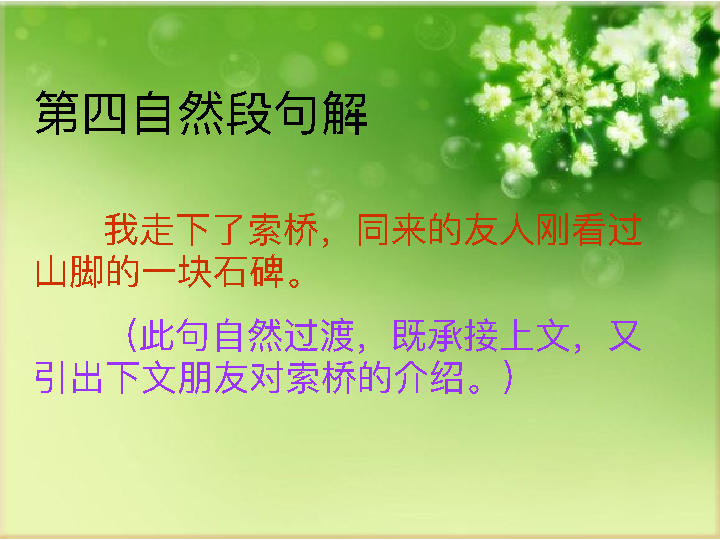 第四自然段句解
我走下了索桥，同来的友人刚看过
山脚的一块石碑。
（此句自然过渡，既承接上文，又
引出下文朋友对索桥的介绍。）